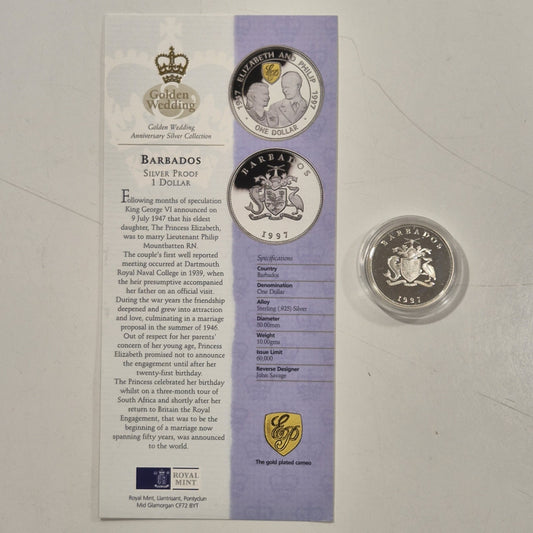 Golden
Wedding
Golden Wedding
Anniversary Silver Collection
BARBADOS
SILVER PROOF
1 DOLLAR
Following months of speculation
King George VI announced on
9 July 1947 that his eldest
daughter, The Princess Elizabeth,
was to marry Lieutenant Philip
Mountbatten RN.
The couple's first well reported
meeting occurred at Dartmouth
Royal Naval College in 1939, when
the heir presumptive accompanied
her father on an official visit.
During the war years the friendship
deepened and grew into attraction
and love, culminating in a marriage
proposal in the summer of 1946.
Out of respect for her parents'
concern of her young age, Princess
Elizabeth promised not to announce
the engagement until after her
twenty-first birthday.
The Princess celebrated her birthday
whilst on a three-month tour of
South Africa and shortly after her
return to Britain the Royal
Engagement, that was to be the
beginning of a marriage now
spanning fifty years, was announced
to the world.
ROYAL
MINT
Royal Mint, Llantrisant, Pontyclun
Mid Glamorgan CF72 8YT
1947 ELIZABETH AND PHILIP 1997
EP
ONE DOLLAR
BARBADOS
1997
Specifications
Country
Barbados
Denomination
One Dollar
Alloy
Sterling (.925) Silver
Diameter
Weight
10.00gms
Issue Limit
Reverse Designer
John Savage
EP
The gold plated cameo
BARBADOS
1997